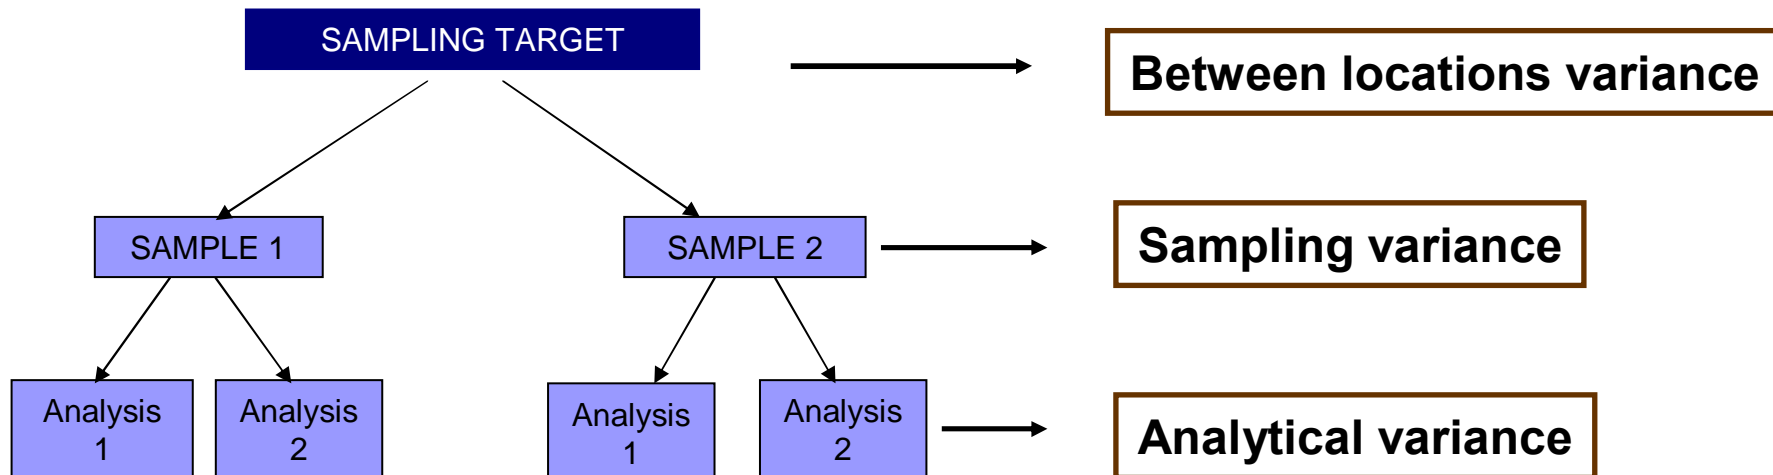 SAMPLING TARGET
Between locations variance
SAMPLE 1
SAMPLE 2
Sampling variance
Analysis
1
Analysis
2
Analysis
1
Analysis
2
Analytical variance